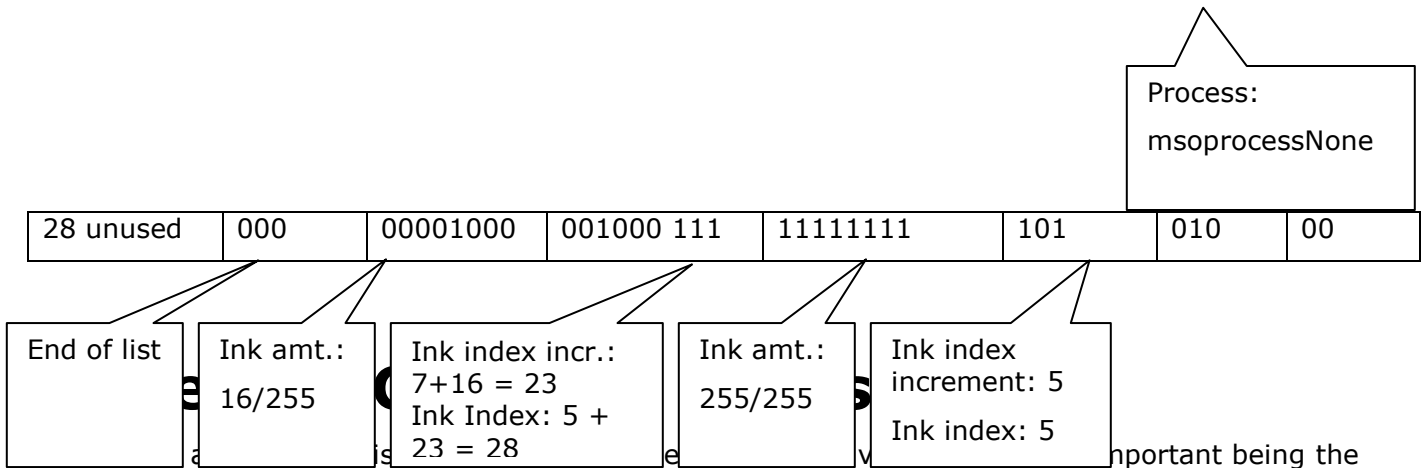 Process:
msoprocessNone
28 unused 000 00001000 001000 111 11111111 101 010 00
End of list
Ink amt.:
16/255
Ink index incr.:
7+16 = 23
Ink Index: 5 +
23 = 28
Ink amt.:
255/255
Ink index
increment: 5
Ink index: 5
being the